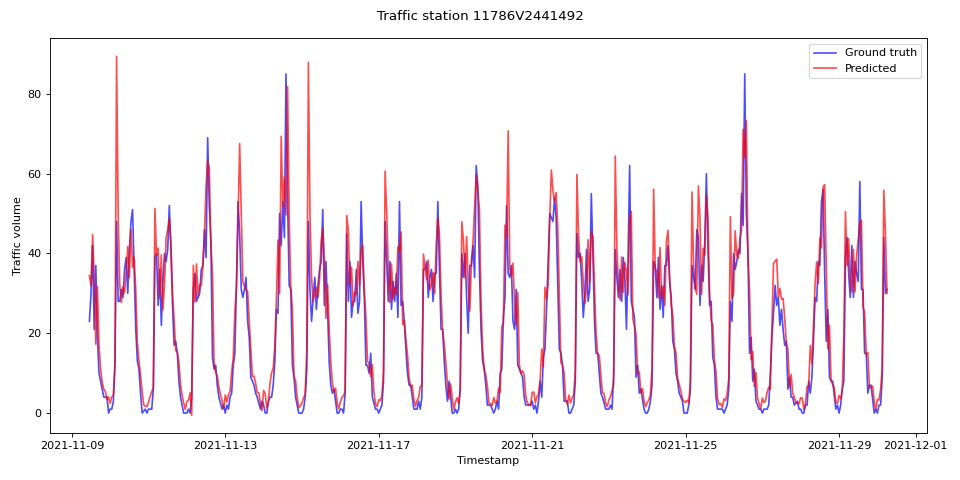 Traffic station 11786V2441492
Ground truth
Predicted
Traffic volume
80
60
40
20
0
2021-11-09
2021-11-13
2021-11-17
2021-11-21
2021-11-25
2021-11-29
2021-12-01
Timestamp